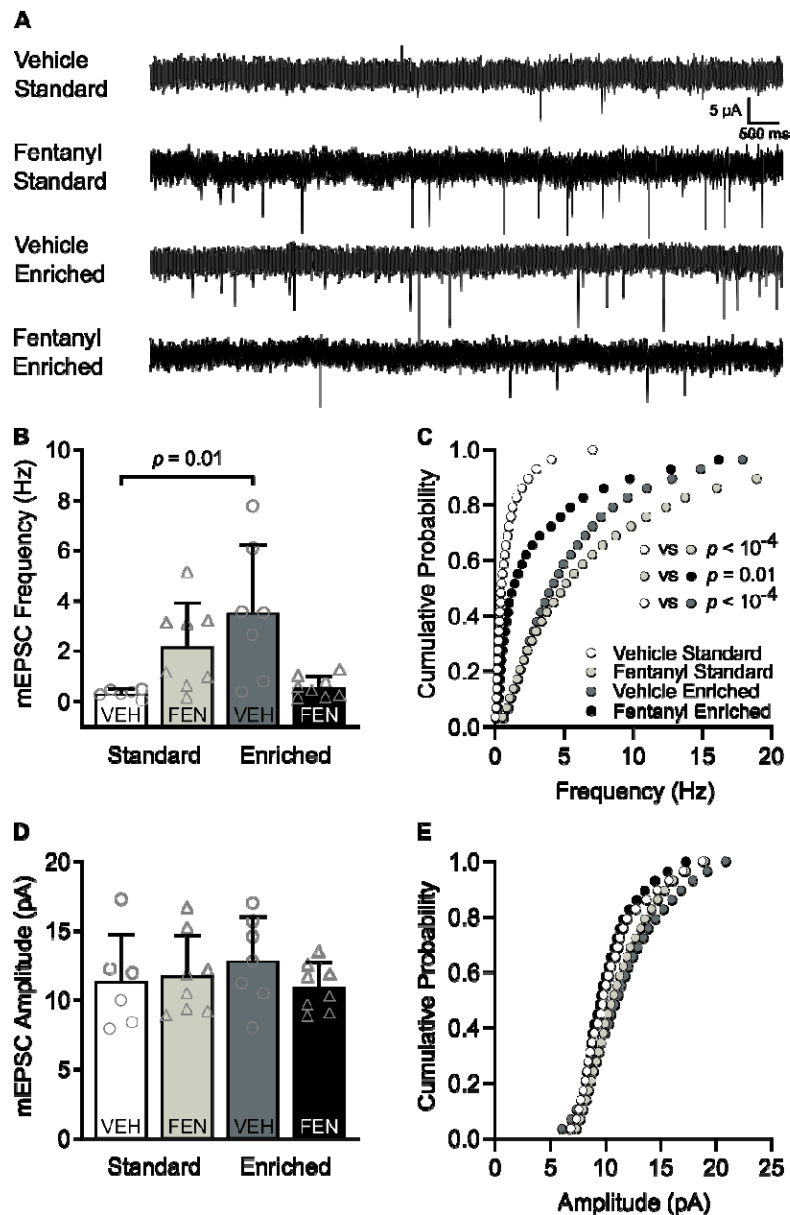 A
Vehicle
Standard
5 µA
500 ms
Fentanyl
Standard
Vehicle
Enriched
Fentanyl
Enriched
B
mEPSC Frequency (Hz)
10
8
6
4
2
0
p = 0.01
VEH
FEN
VEH
FEN
Standard
Enriched
C
Cumulative Probability
1.0
0.8
0.6
0.4
0.2
0.0
vs p < 10-4
vs p = 0.01
vs p < 10-4
Vehicle Standard
Fentanyl Standard
Vehicle Enriched
Fentanyl Enriched
0
5
10
15
20
Frequency (Hz)
D
mEPSC Amplitude (pA)
20
15
10
5
0
VEH
FEN
VEH
FEN
Standard
Enriched
E
Cumulative Probability
1.0
0.8
0.6
0.4
0.2
0.0
0
5
10
15
20
25
Amplitude (pA)